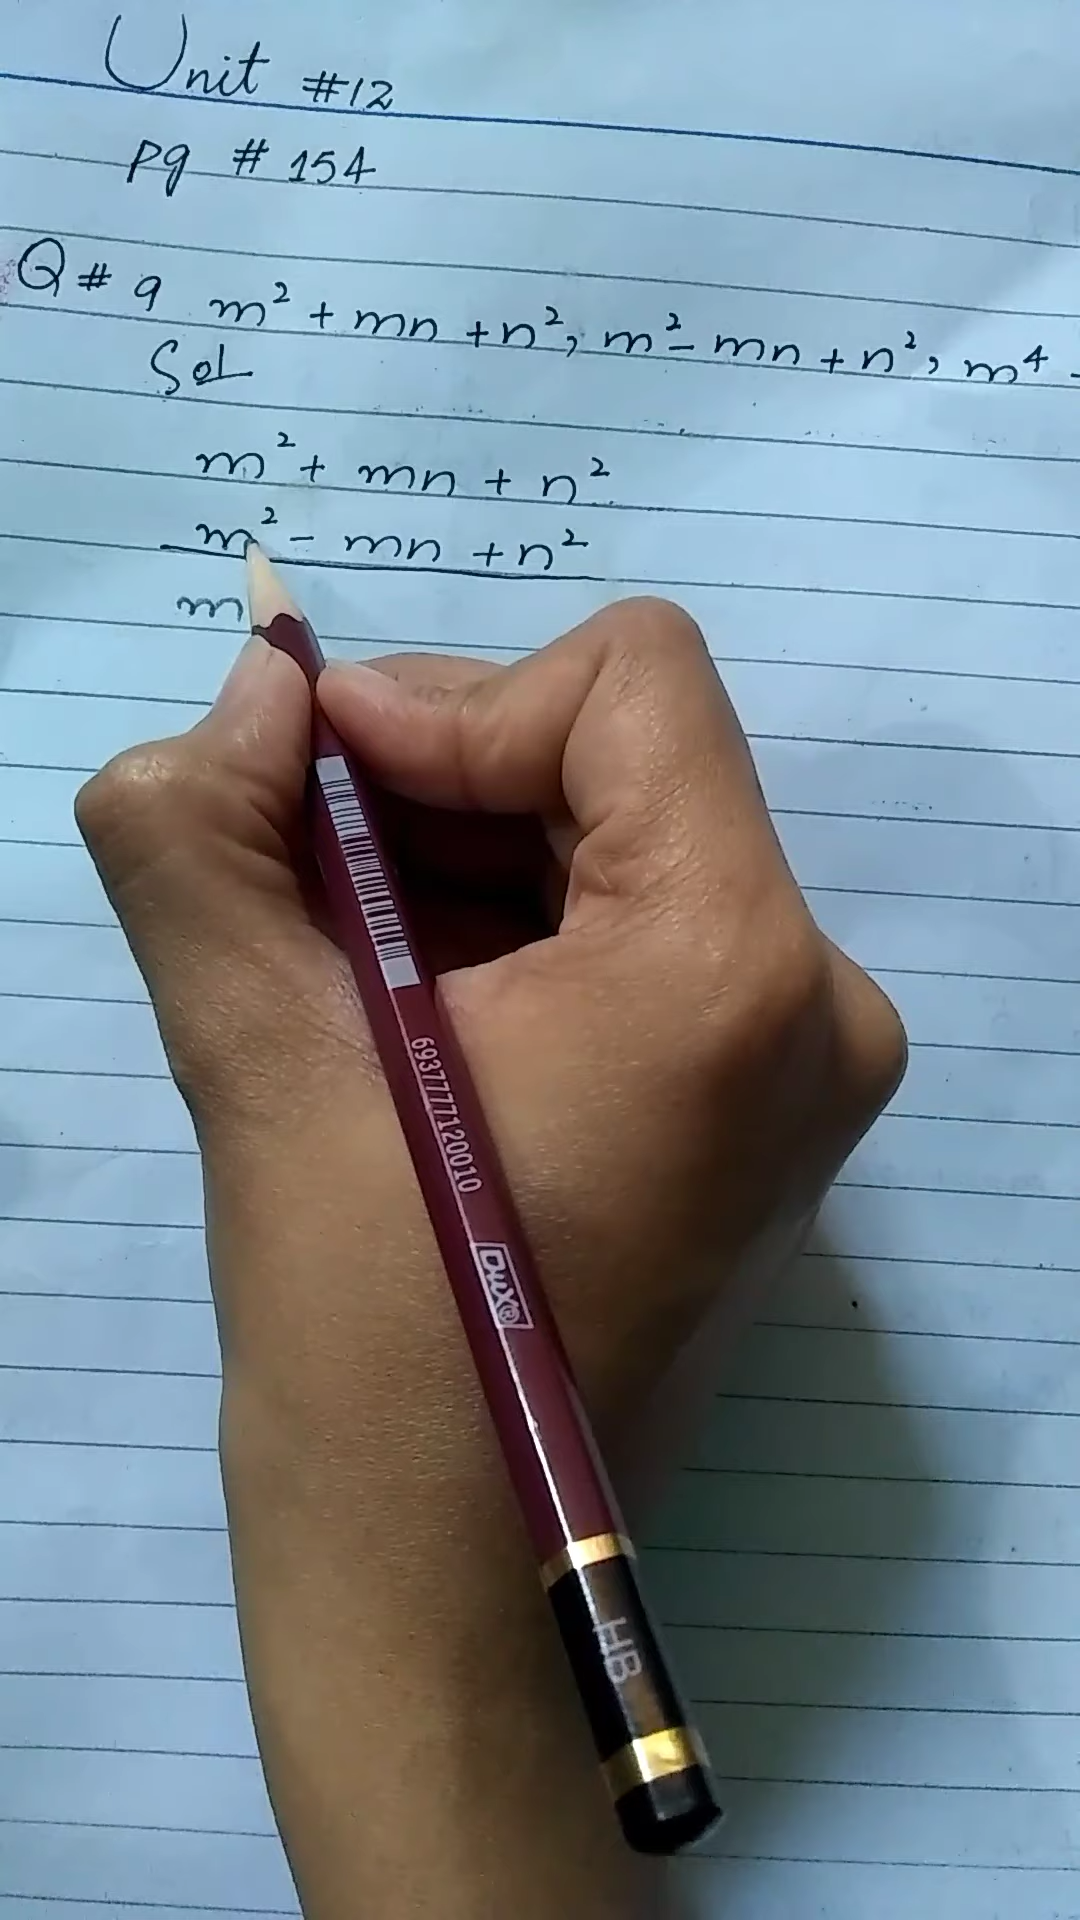 Unit #12
pg # 154
Q # 9 m² + mn + n², m² - mn + n², m⁴ -
Sol
m² + mn + n²
m² - mn + n²
m
6937777120010
Dux®
HB